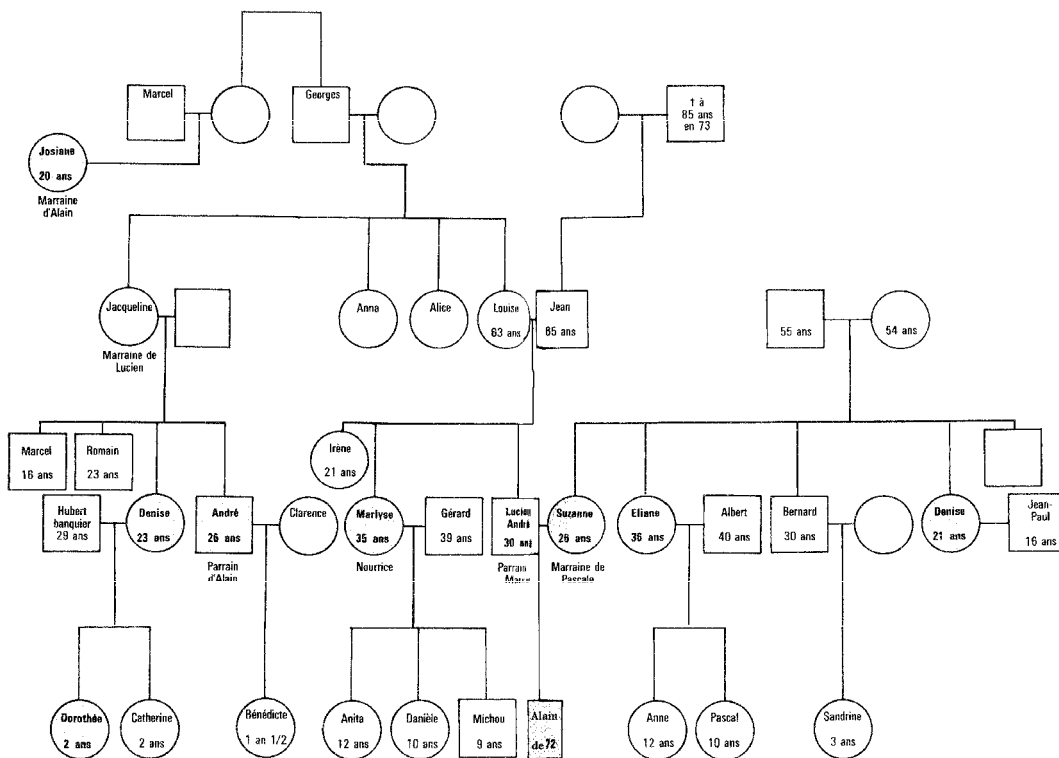 Marcel
Georges
† à
85 ans
en 73
Josiane
20 ans
Marraine
d'Alain
Jacqueline
Marraine de
Lucien
Anna
Alice
Louise
63 ans
Jean
65 ans
55 ans
54 ans
Marcel
16 ans
Romain
23 ans
Irène
21 ans
Hubert
banquier
29 ans
Denise
23 ans
André
26 ans
Parrain
d'Alain
Clarence
Marlyse
35 ans
Nourrice
Gérard
39 ans
Lucien
André
30 ans
Parrain
Suzanne
26 ans
Marraine de
Pascale
Eliane
36 ans
Albert
40 ans
Bernard
30 ans
Denise
21 ans
Jean-
Paul
16 ans
Dorothée
2 ans
Catherine
2 ans
Bénédicte
1 an 1/2
Anita
12 ans
Danièle
10 ans
Michou
9 ans
Alain
de 72
Anne
12 ans
Pascal
10 ans
Sandrine
3 ans